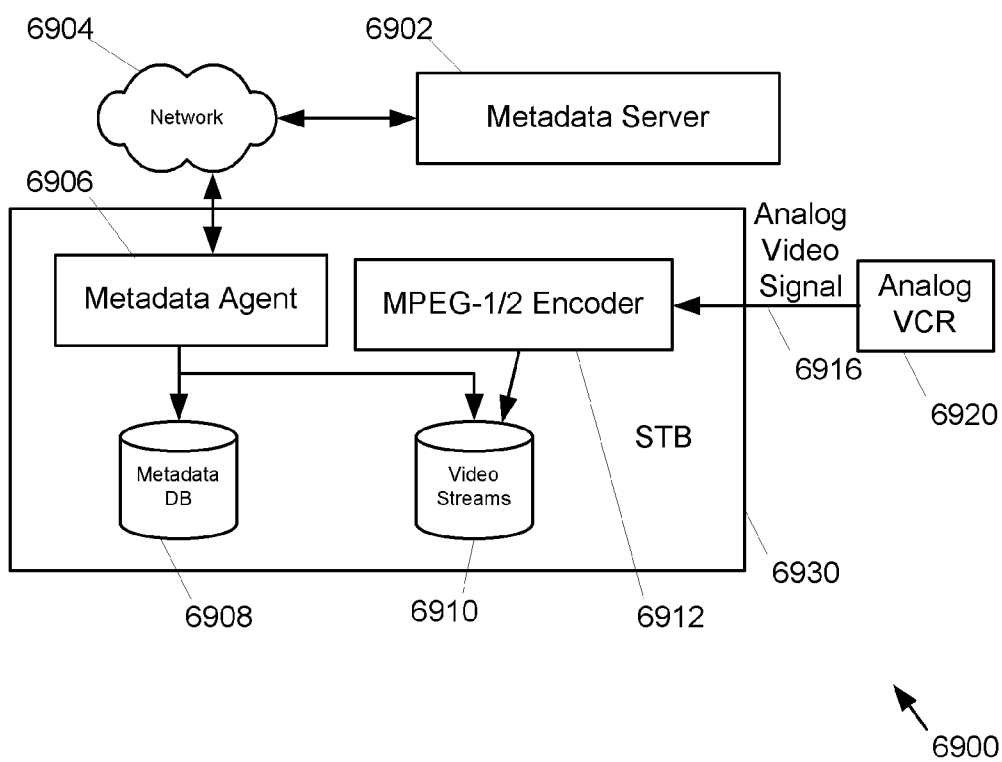 6904
6902
Network
Metadata Server
6906
Analog
Video
Signal
Metadata Agent
MPEG-1/2 Encoder
Analog
VCR
6916
6920
STB
Metadata
DB
Video
Streams
6930
6908
6910
6912
6900